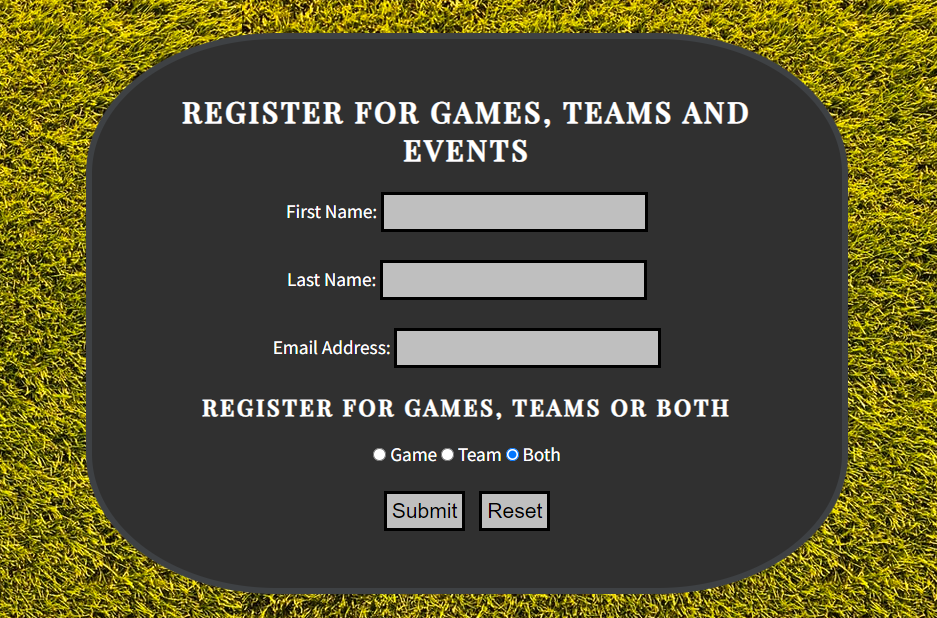 REGISTER FOR GAMES, TEAMS AND
EVENTS
First Name:
Last Name:
Email Address:
REGISTER FOR GAMES, TEAMS OR BOTH
Game Team Both
Submit Reset